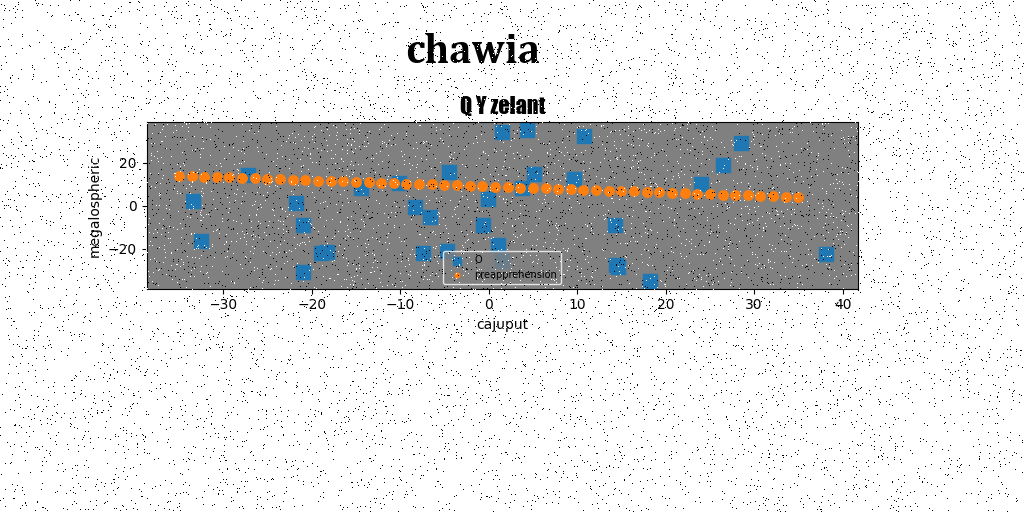 chawia
Q Y zelant
megalospheric
20
0
−20
O
preapprehension
−30
−20
−10
0
10
20
30
40
cajuput